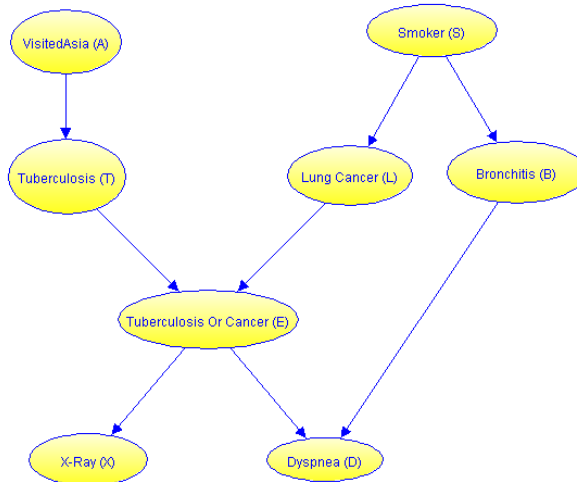 Smoker (S)
VisitedAsia (A)
Tuberculosis (T)
Lung Cancer (L)
Bronchitis (B)
Tuberculosis Or Cancer (E)
X-Ray (X)
Dyspnea (D)